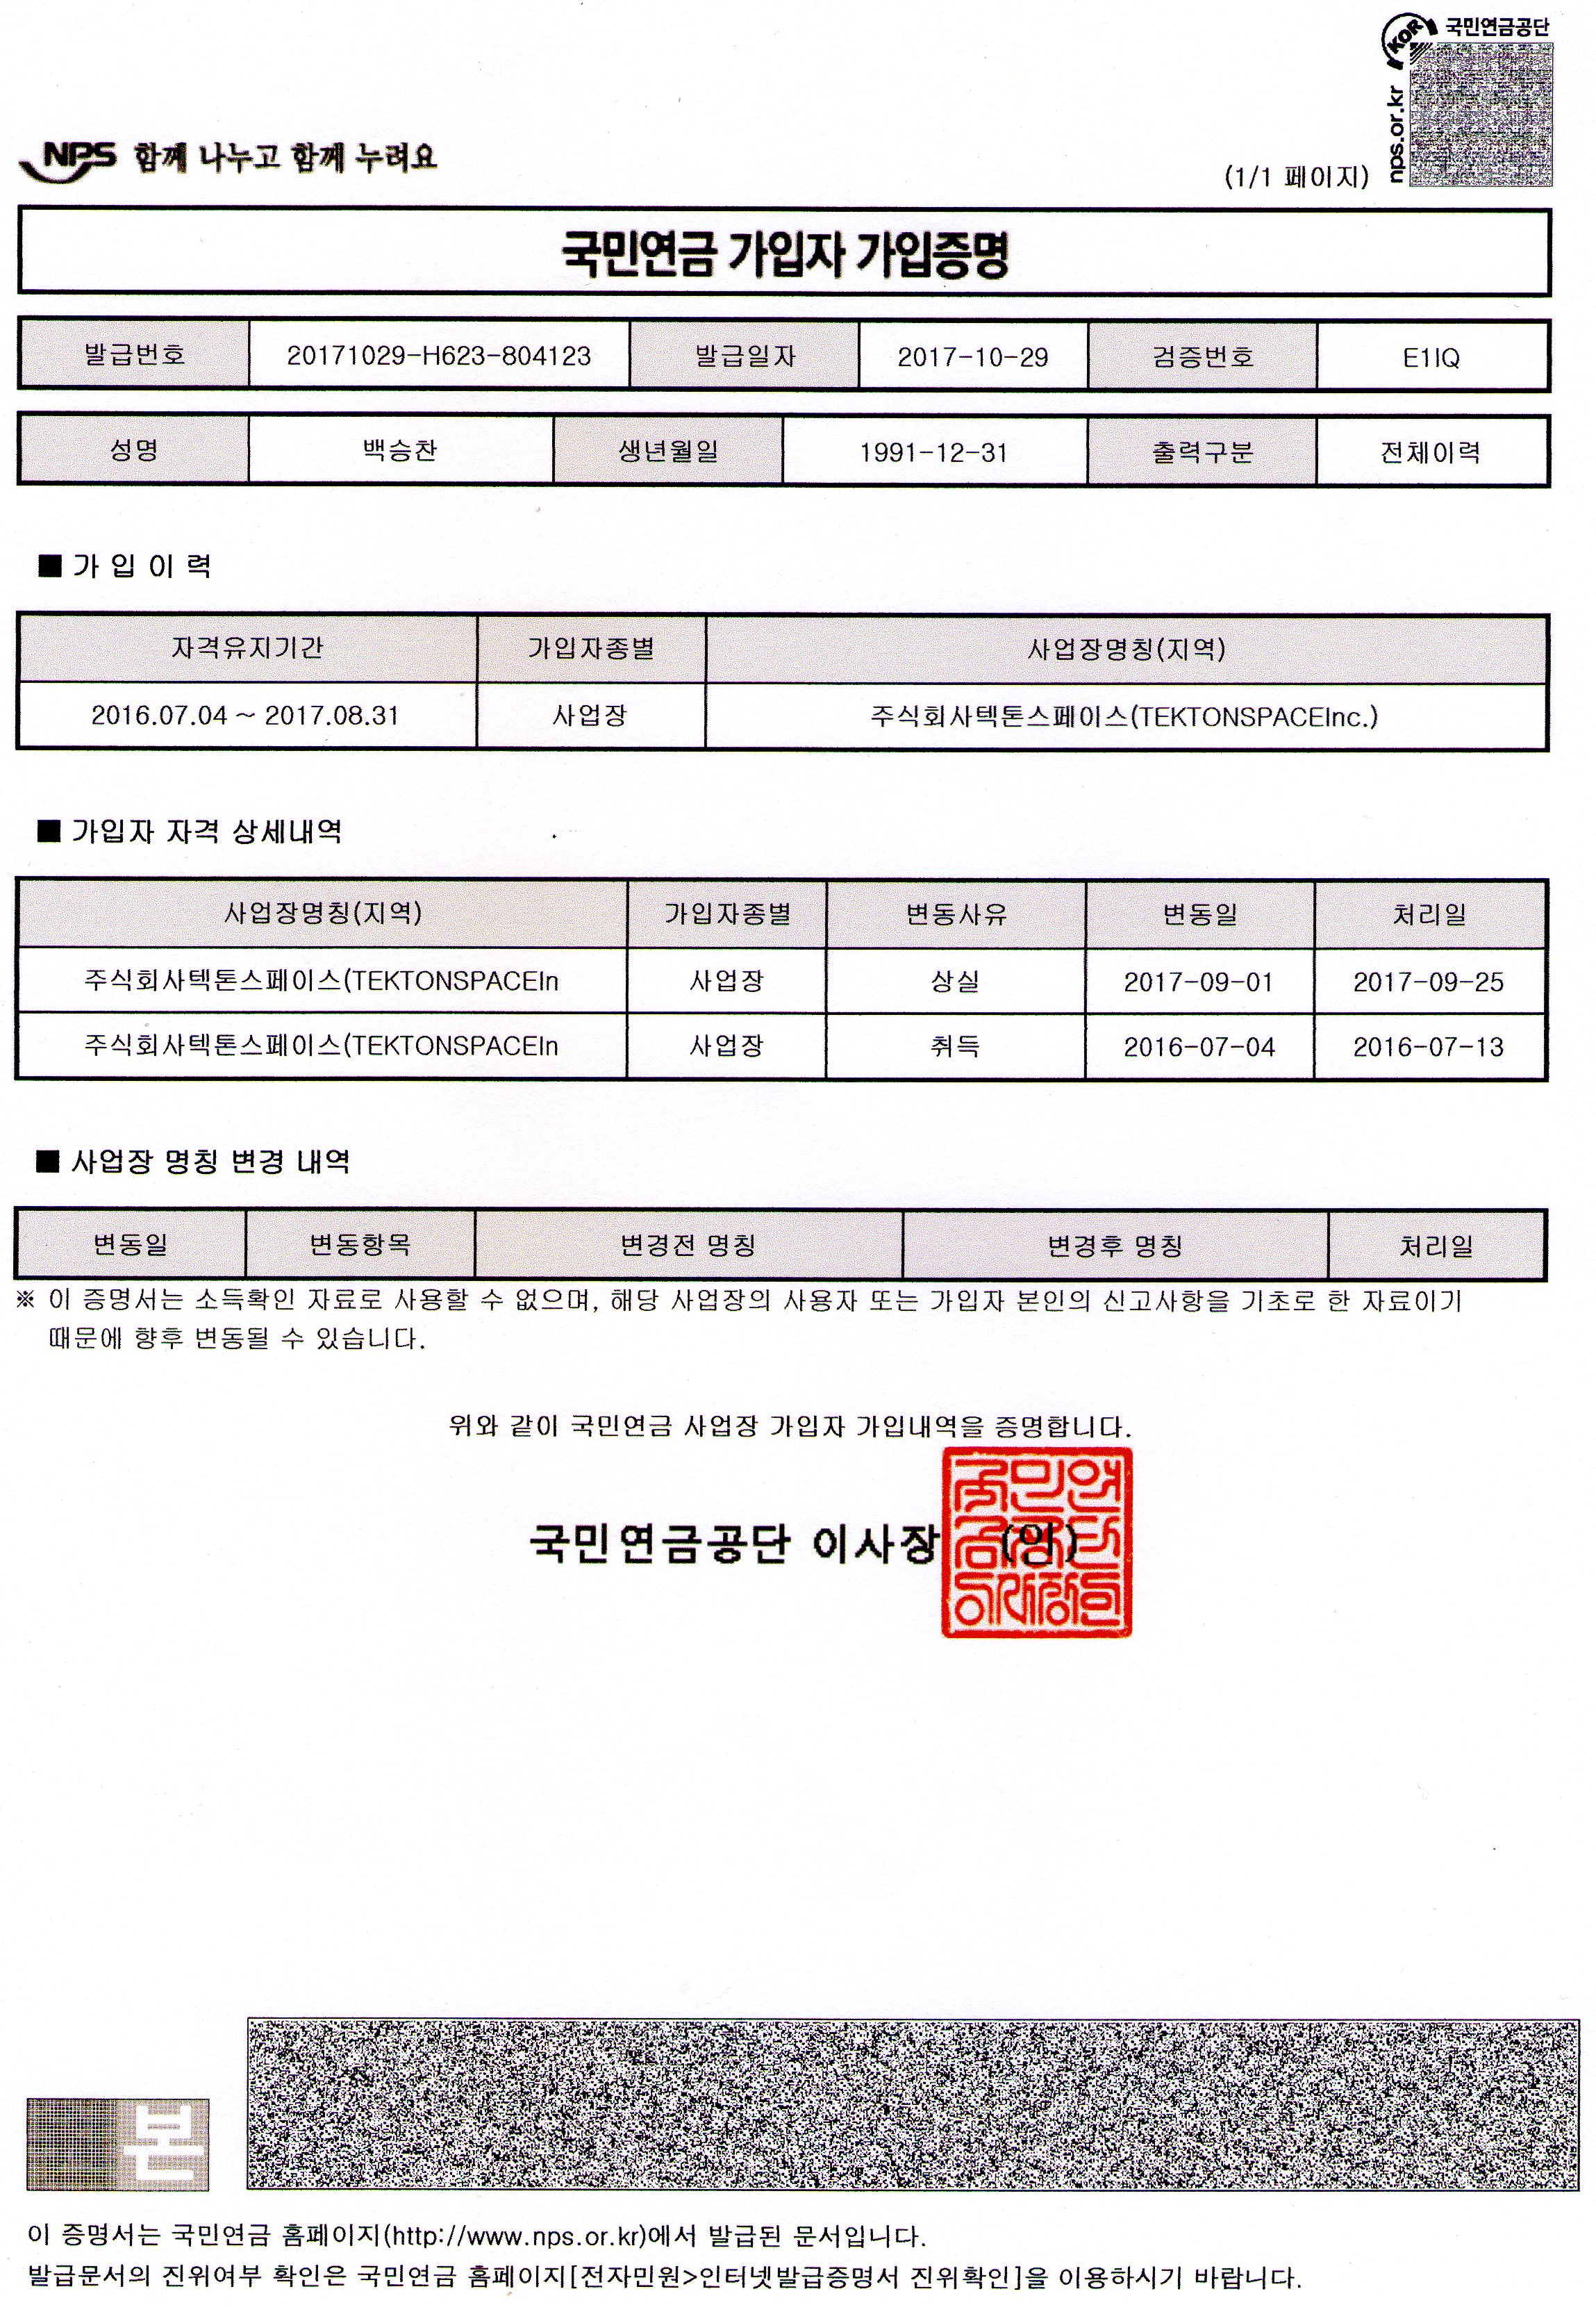 KOR 국민연금공단
nps.or.kr
NPS 함께 나누고 함께 누려요
(1/1 페이지)
국민연금 가입자 가입증명
발급번호 20171029-H623-804123 발급일자 2017-10-29 검증번호 E1IQ
성명 백승찬 생년월일 1991-12-31 출력구분 전체이력
■ 가 입 이 력
자격유지기간 가입자종별 사업장명칭(지역)
2016.07.04 ~ 2017.08.31 사업장 주식회사텍톤스페이스(TEKTONSPACEInc.)
■ 가입자 자격 상세내역
사업장명칭(지역) 가입자종별 변동사유 변동일 처리일
주식회사텍톤스페이스(TEKTONSPACEIn 사업장 상실 2017-09-01 2017-09-25
주식회사텍톤스페이스(TEKTONSPACEIn 사업장 취득 2016-07-04 2016-07-13
■ 사업장 명칭 변경 내역
변동일 변동항목 변경전 명칭 변경후 명칭 처리일
※ 이 증명서는 소득확인 자료로 사용할 수 없으며, 해당 사업장의 사용자 또는 가입자 본인의 신고사항을 기초로 한 자료이기
때문에 향후 변동될 수 있습니다.
위와 같이 국민연금 사업장 가입자 가입내역을 증명합니다.
국민연금공단 이사장 (인)
국민연
금공단
이사장인
본
이 증명서는 국민연금 홈페이지(http://www.nps.or.kr)에서 발급된 문서입니다.
발급문서의 진위여부 확인은 국민연금 홈페이지[전자민원>인터넷발급증명서 진위확인]을 이용하시기 바랍니다.